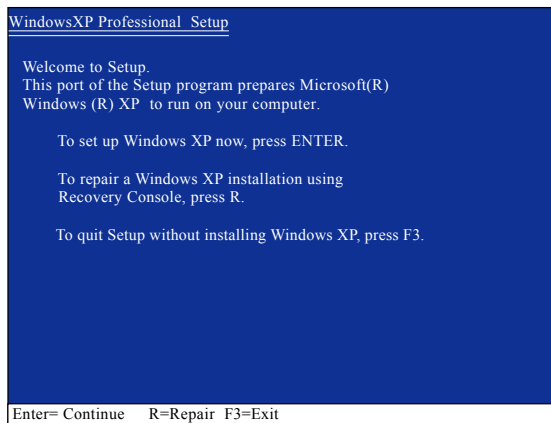 WindowsXP Professional Setup
Welcome to Setup.
This port of the Setup program prepares Microsoft(R)
Windows (R) XP to run on your computer.
To set up Windows XP now, press ENTER.
To repair a Windows XP installation using
Recovery Console, press R.
To quit Setup without installing Windows XP, press F3.
Enter= Continue R=Repair F3=Exit